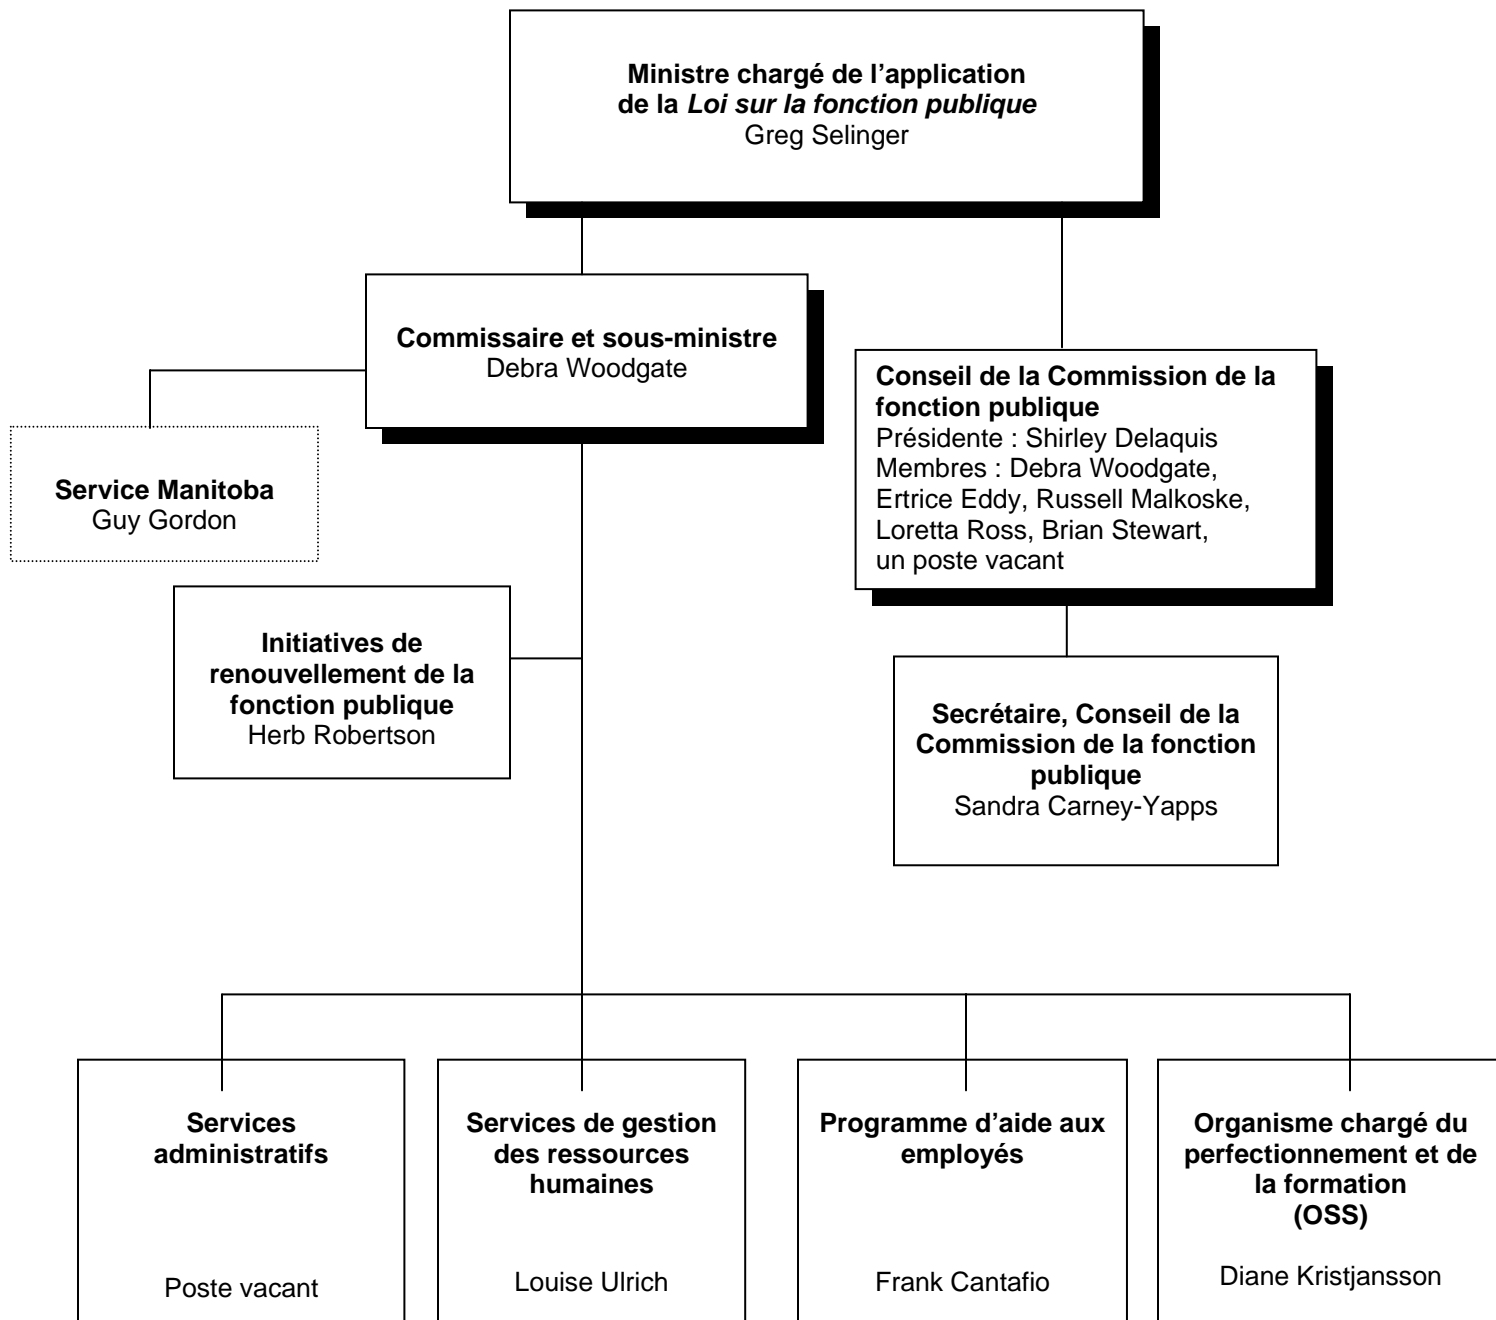 Ministre chargé de l’application
de la Loi sur la fonction publique
Greg Selinger
Commissaire et sous-ministre
Debra Woodgate
Conseil de la Commission de la
fonction publique
Présidente : Shirley Delaquis
Membres : Debra Woodgate,
Ertrice Eddy, Russell Malkoske,
Loretta Ross, Brian Stewart,
un poste vacant
Service Manitoba
Guy Gordon
Initiatives de
renouvellement de la
fonction publique
Herb Robertson
Secrétaire, Conseil de la
Commission de la fonction
publique
Sandra Carney-Yapps
Services
administratifs
Poste vacant
Services de gestion
des ressources
humaines
Louise Ulrich
Programme d’aide aux
employés
Frank Cantafio
Organisme chargé du
perfectionnement et de
la formation
(OSS)
Diane Kristjansson